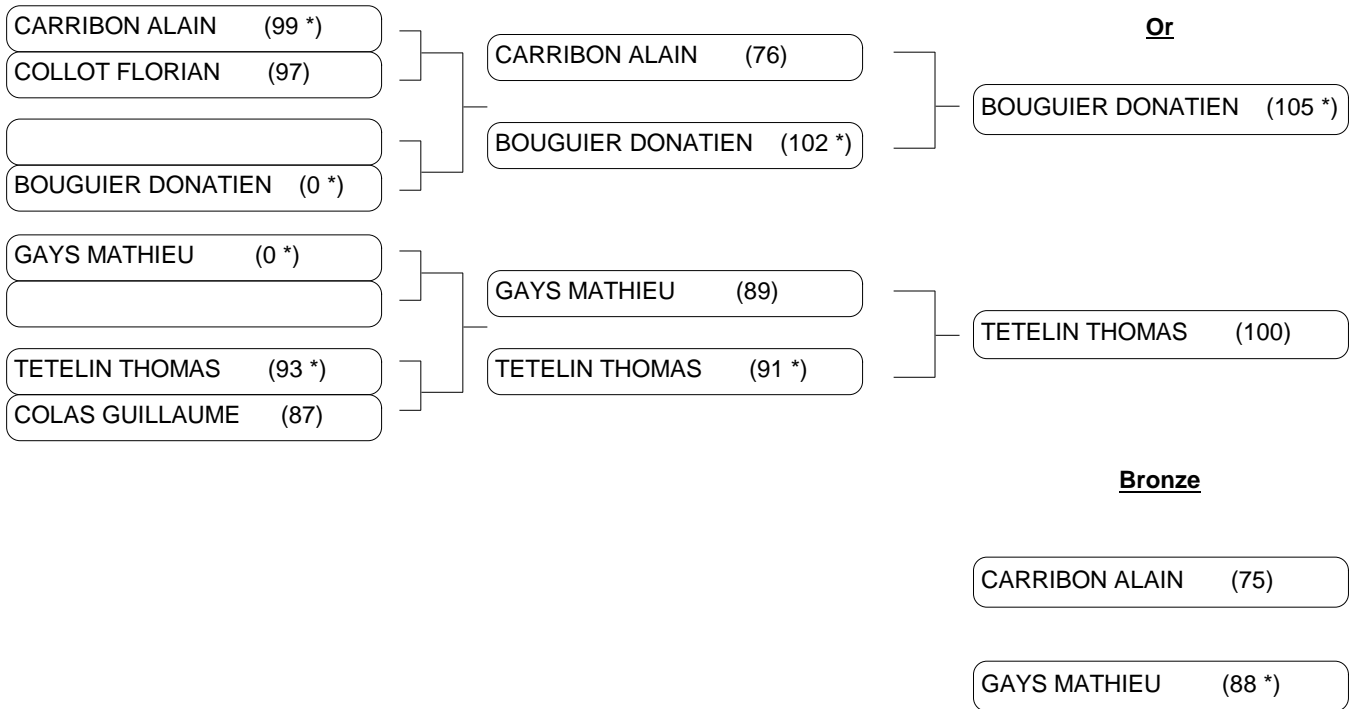 CARRIBON ALAIN (99 *)
COLLOT FLORIAN (97)
BOUGUIER DONATIEN (0 *)
GAYS MATHIEU (0 *)
TETELIN THOMAS (93 *)
COLAS GUILLAUME (87)
CARRIBON ALAIN (76)
BOUGUIER DONATIEN (102 *)
GAYS MATHIEU (89)
TETELIN THOMAS (91 *)
Or
BOUGUIER DONATIEN (105 *)
TETELIN THOMAS (100)
Bronze
CARRIBON ALAIN (75)
GAYS MATHIEU (88 *)